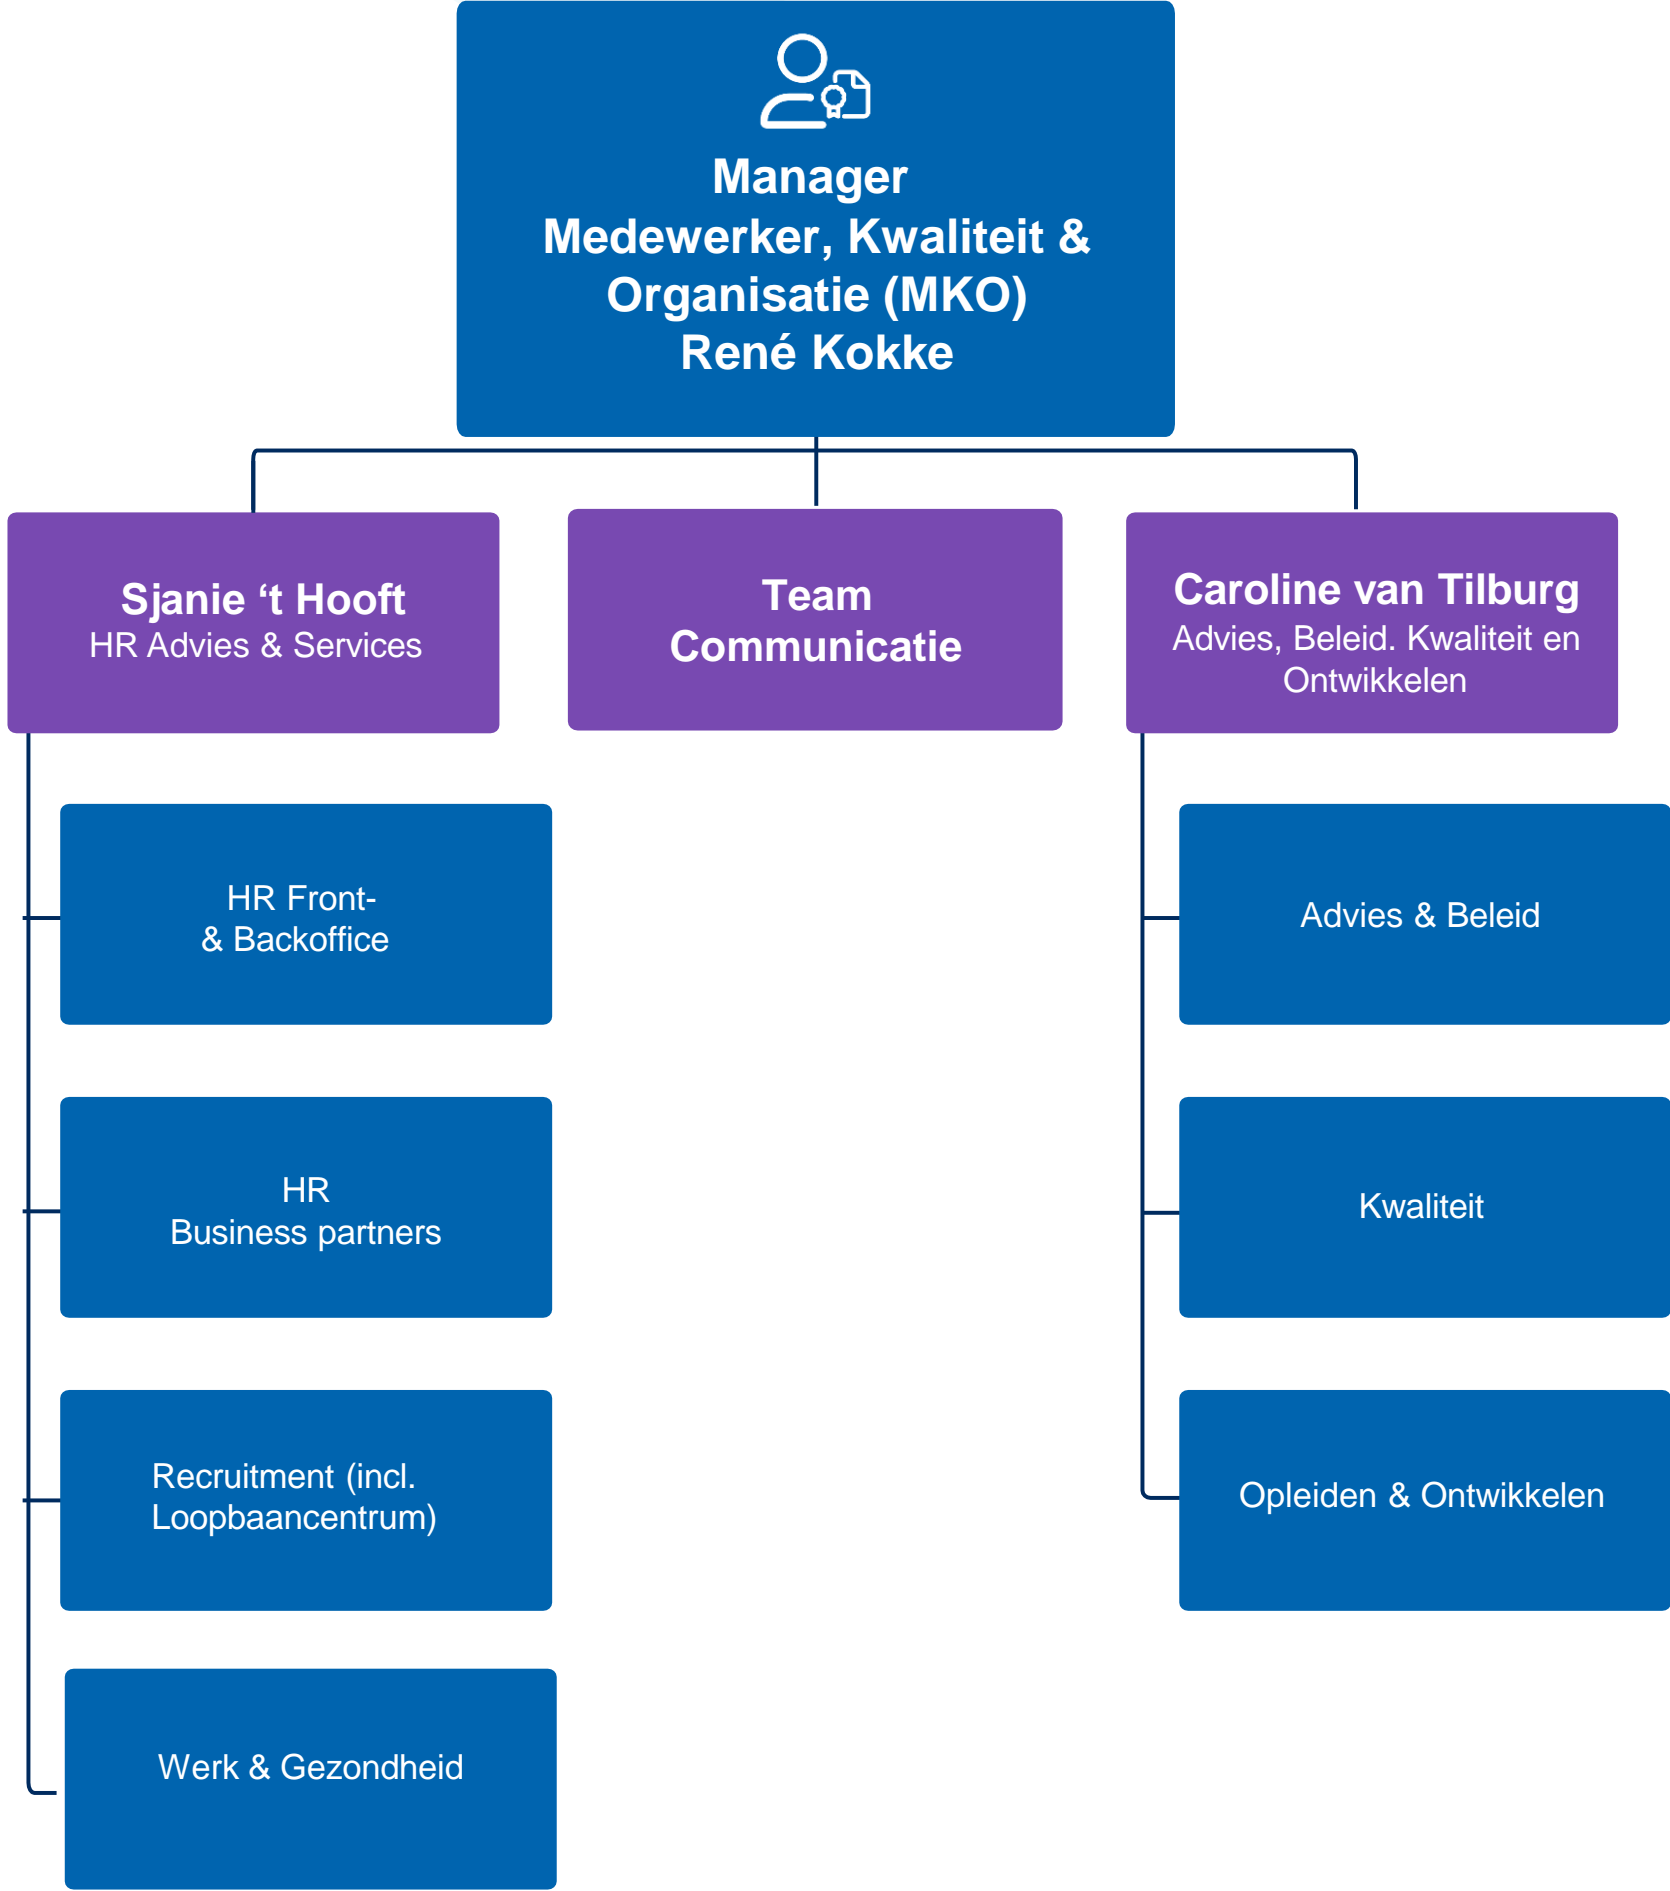 Manager
Medewerker, Kwaliteit &
Organisatie (MKO)
René Kokke
Sjanie ‘t Hooft
HR Advies & Services
Team
Communicatie
Caroline van Tilburg
Advies, Beleid. Kwaliteit en
Ontwikkelen
HR Front-
& Backoffice
HR
Business partners
Recruitment (incl.
Loopbaancentrum)
Werk & Gezondheid
Advies & Beleid
Kwaliteit
Opleiden & Ontwikkelen